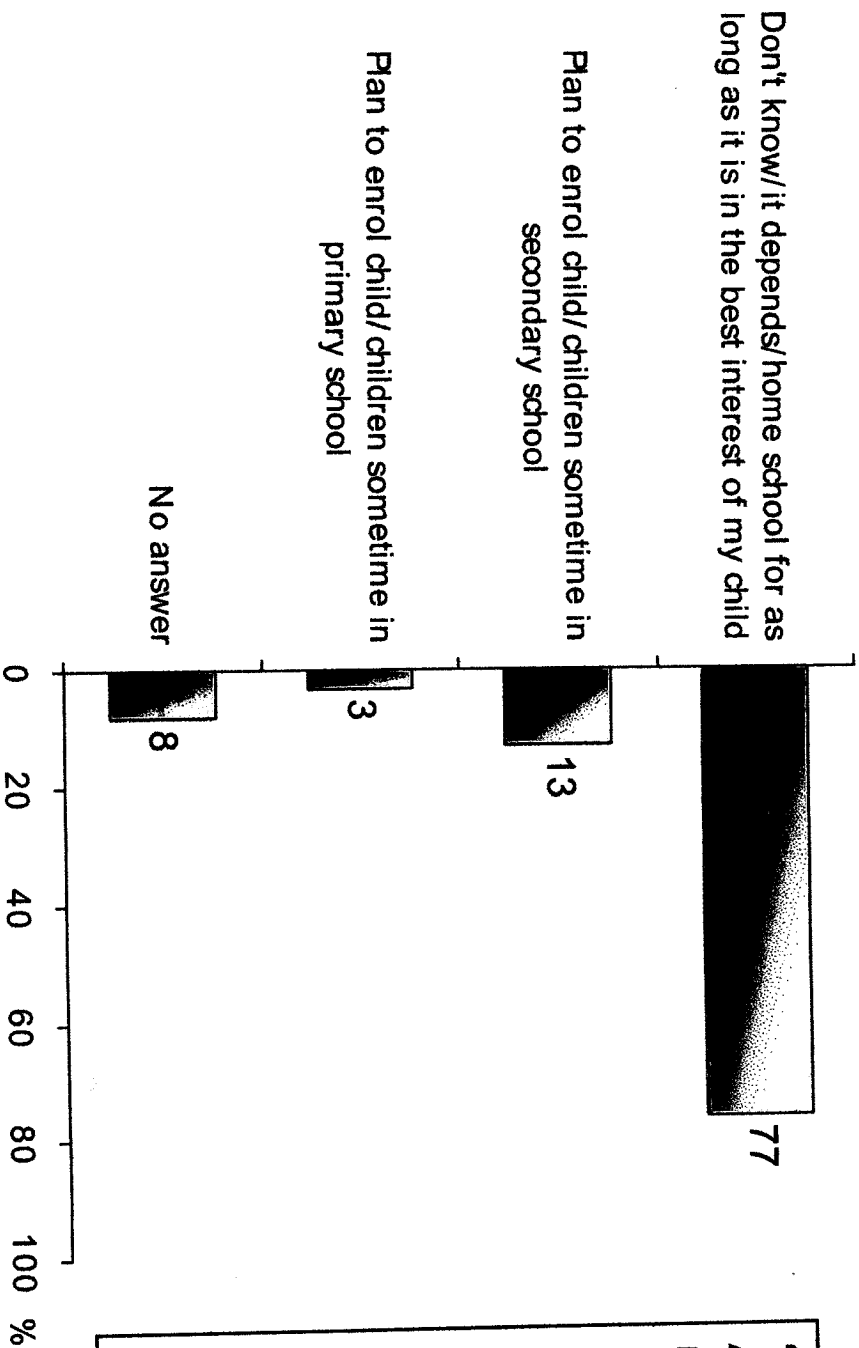 Don't know/it depends/home school for as
long as it is in the best interest of my child
77
Plan to enrol child/children sometime in
secondary school
13
Plan to enrol child/children sometime in
primary school
3
No answer
8
0 20 40 60 80 100 %